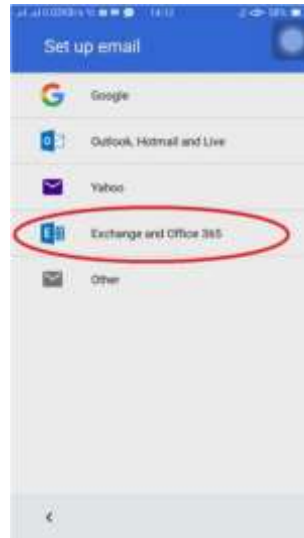 Set up email
Google
Outlook, Hotmail and Live
Yahoo
Exchange and Office 365
Other